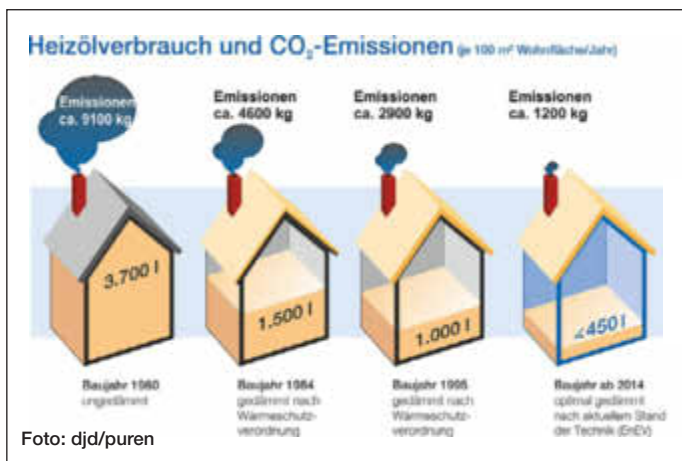 Heizölverbrauch und CO₂-Emissionen (je 100 m² Wohnfläche/Jahr)
Emissionen
ca. 9100 kg
Emissionen
ca. 4600 kg
Emissionen
ca. 2900 kg
Emissionen
ca. 1200 kg
3.700 l
1.500 l
1.000 l
<450 l
Baujahr 1960
ungedämmt
Baujahr 1984
gedämmt nach
Wärmeschutz-
verordnung
Baujahr 1995
gedämmt nach
Wärmeschutz-
verordnung
Baujahr ab 2014
optimal gedämmt
nach aktuellem Stand
der Technik (EnEV)
Foto: djd/puren